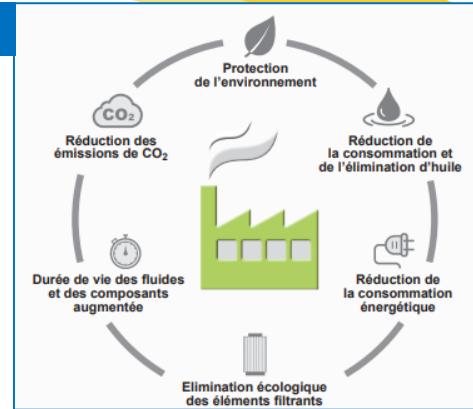 Protection
de l'environnement
CO₂
Réduction des
émissions de CO₂
Réduction de
la consommation et
de l'élimination d'huile
Durée de vie des fluides
et des composants
augmentée
Réduction de
la consommation
énergétique
Elimination écologique
des éléments filtrants